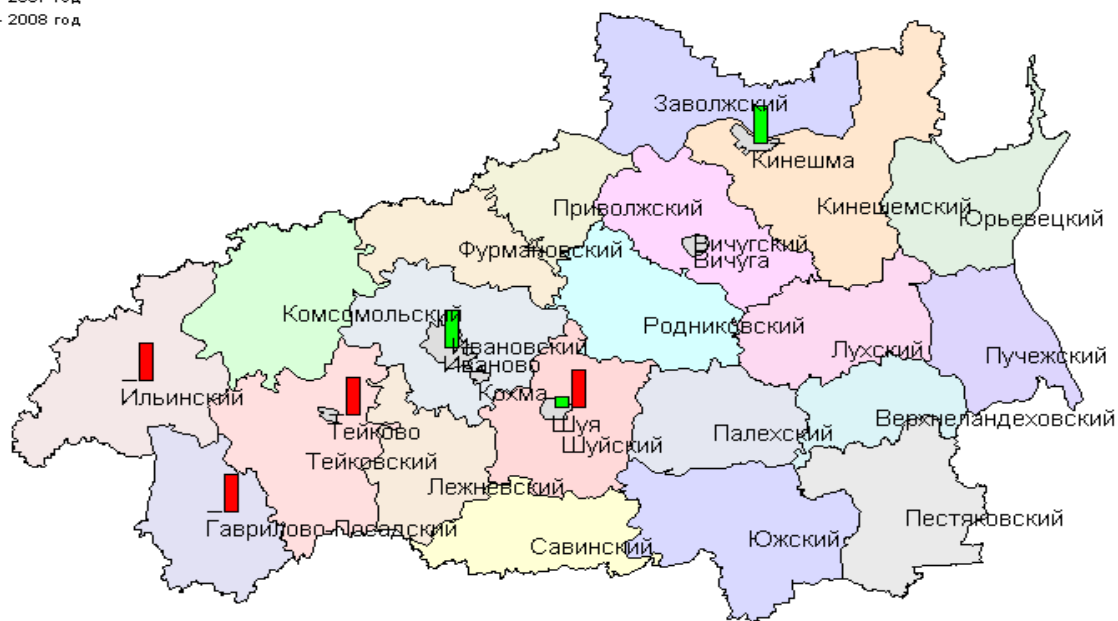 - 2008 год
Заволжский
Кинешма
Приволжский
Кинешемский
Юрьевецкий
Фурмановский
Вичугский
Вичуга
Комсомольский
Родниковский
Ивановский
Лухский
Пучежский
Иваново
Ильинский
Кохма
Верхнеландеховский
Шуя
Тейково
Палехский
Шуйский
Тейковский
Лежневский
Пестяковский
Гаврилово-Посадский
Южский
Савинский